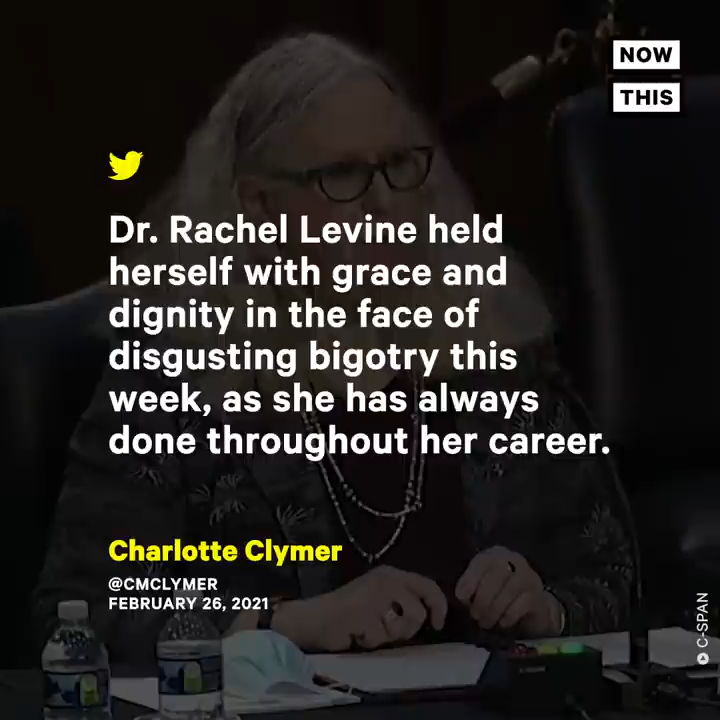 NOW
THIS
Dr. Rachel Levine held
herself with grace and
dignity in the face of
disgusting bigotry this
week, as she has always
done throughout her career.
Charlotte Clymer
@CMCLYMER
FEBRUARY 26, 2021
C-SPAN